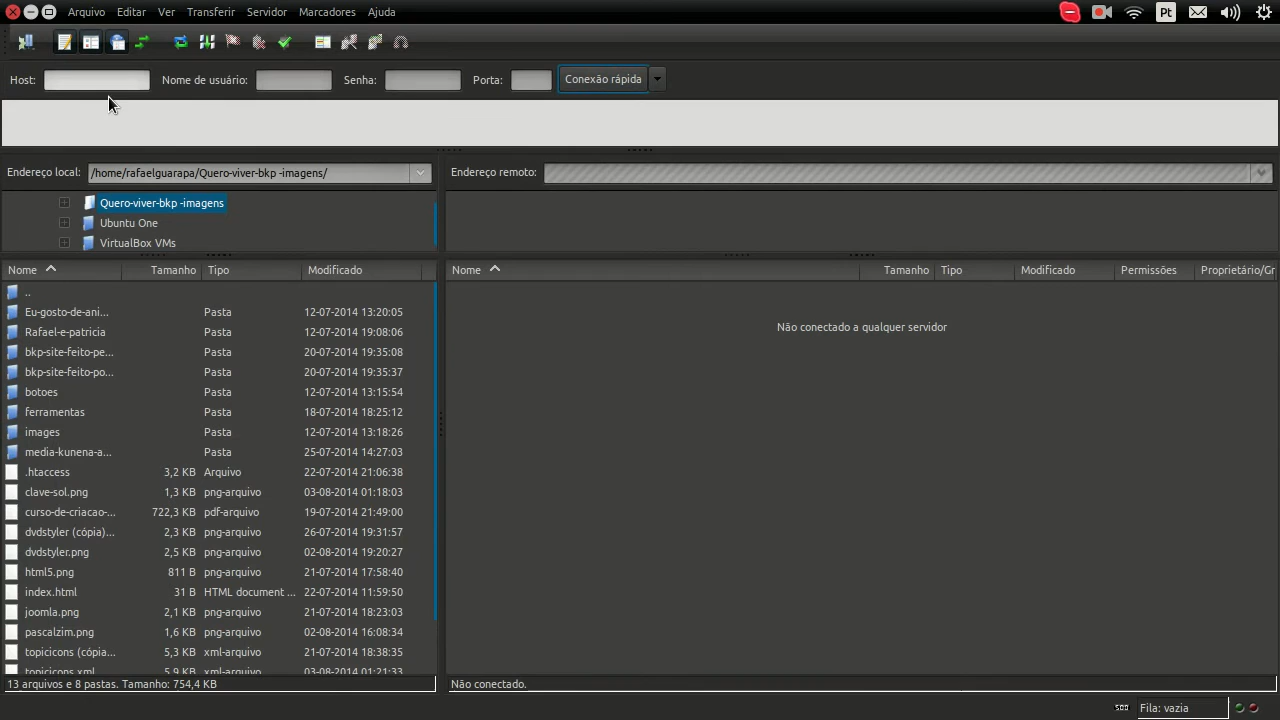 Arquivo Editar Ver Transferir Servidor Marcadores Ajuda Pt
Host: Nome de usuário: Senha: Porta: Conexão rápida
Endereço local: /home/rafaelguarapa/Quero-viver-bkp -imagens/ Endereço remoto:
Quero-viver-bkp -imagens
Ubuntu One
VirtualBox VMs
Nome Tamanho Tipo Modificado Nome Tamanho Tipo Modificado Permissões Proprietário/Gr
..
Eu-gosto-de-ani... Pasta 12-07-2014 13:20:05
Não conectado a qualquer servidor
Rafael-e-patricia Pasta 12-07-2014 19:08:06
bkp-site-feito-pe... Pasta 20-07-2014 19:35:08
bkp-site-feito-po... Pasta 20-07-2014 19:35:37
botoes Pasta 12-07-2014 13:15:54
ferramentas Pasta 18-07-2014 18:25:12
images Pasta 12-07-2014 13:18:26
media-kunena-a... Pasta 25-07-2014 14:27:03
.htaccess 3,2 KB Arquivo 22-07-2014 21:06:38
clave-sol.png 1,3 KB png-arquivo 03-08-2014 01:18:03
curso-de-criacao-... 722,3 KB pdf-arquivo 19-07-2014 21:49:00
dvdstyler (cópia)... 2,3 KB png-arquivo 26-07-2014 19:31:57
dvdstyler.png 2,5 KB png-arquivo 02-08-2014 19:20:27
html5.png 811 B png-arquivo 21-07-2014 17:58:40
index.html 31 B HTML document ... 22-07-2014 11:59:50
joomla.png 2,1 KB png-arquivo 21-07-2014 18:23:03
pascalzim.png 1,6 KB png-arquivo 02-08-2014 16:08:34
topicicons (cópia... 5,3 KB xml-arquivo 21-07-2014 18:38:35
topicicons.xml 5,9 KB xml-arquivo 03-08-2014 01:21:33
13 arquivos e 8 pastas. Tamanho: 754,4 KB Não conectado.
Fila: vazia